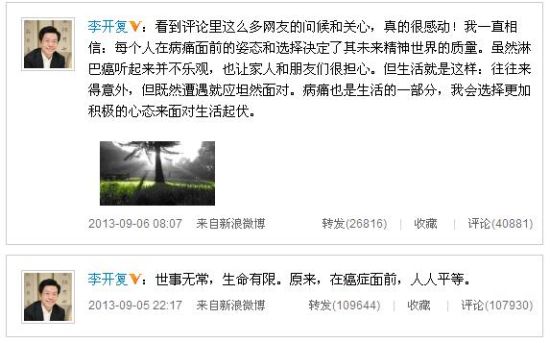 李开复：看到评论里这么多网友的问候和关心，真的很感动！我一直相
信：每个人在病痛面前的姿态和选择决定了其未来精神世界的质量。虽然淋
巴癌听起来并不乐观，也让家人和朋友们很担心。但生活就是这样：往往来
得意外，但既然遭遇就应坦然面对。病痛也是生活的一部分，我会选择更加
积极的心态来面对生活起伏。
2013-09-06 08:07 来自新浪微博 转发(26816) | 收藏 | 评论(40881)
李开复：世事无常，生命有限。原来，在癌症面前，人人平等。
2013-09-05 22:17 来自新浪微博 转发(109644) | 收藏 | 评论(107930)